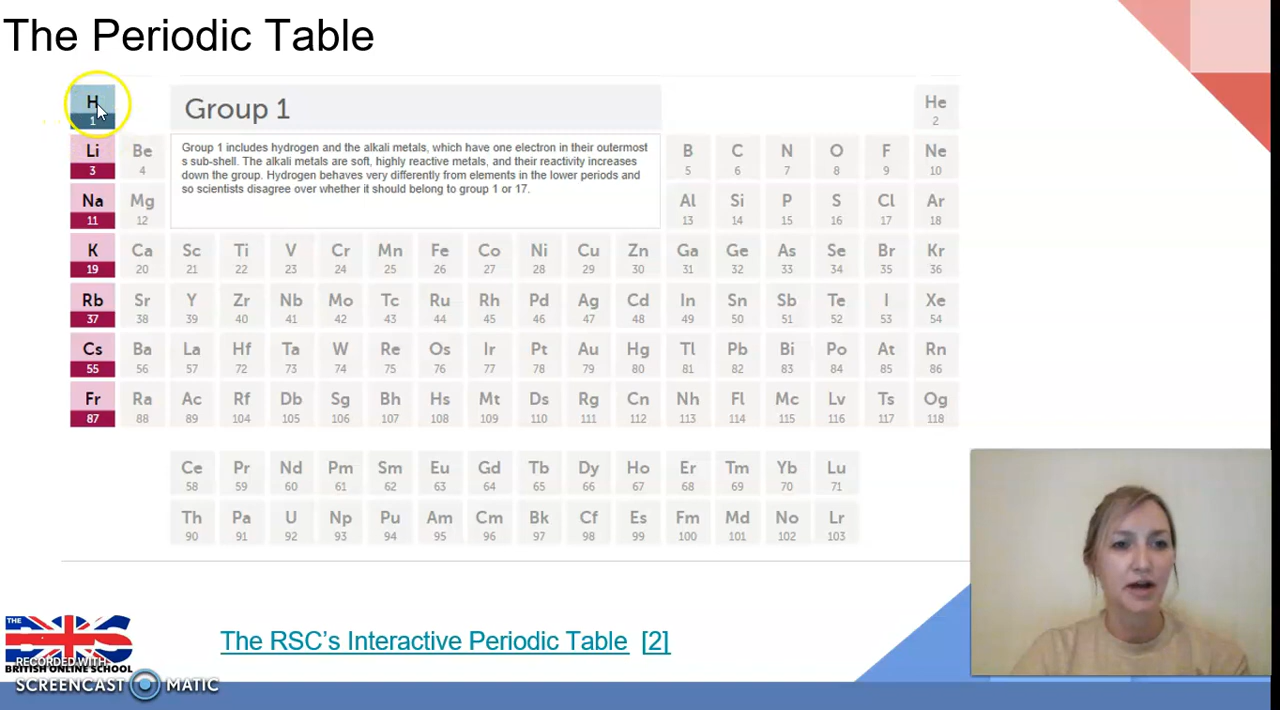 The Periodic Table
H Group 1 He
1 2
Li Be Group 1 includes hydrogen and the alkali metals, which have one electron in their outermost B C N O F Ne
3 4 s sub-shell. The alkali metals are soft, highly reactive metals, and their reactivity increases 5 6 7 8 9 10
down the group. Hydrogen behaves very differently from elements in the lower periods and
so scientists disagree over whether it should belong to group 1 or 17.
Na Mg Al Si P S Cl Ar
11 12 13 14 15 16 17 18
K Ca Sc Ti V Cr Mn Fe Co Ni Cu Zn Ga Ge As Se Br Kr
19 20 21 22 23 24 25 26 27 28 29 30 31 32 33 34 35 36
Rb Sr Y Zr Nb Mo Tc Ru Rh Pd Ag Cd In Sn Sb Te I Xe
37 38 39 40 41 42 43 44 45 46 47 48 49 50 51 52 53 54
Cs Ba La Hf Ta W Re Os Ir Pt Au Hg Tl Pb Bi Po At Rn
55 56 57 72 73 74 75 76 77 78 79 80 81 82 83 84 85 86
Fr Ra Ac Rf Db Sg Bh Hs Mt Ds Rg Cn Nh Fl Mc Lv Ts Og
87 88 89 104 105 106 107 108 109 110 111 112 113 114 115 116 117 118
Ce Pr Nd Pm Sm Eu Gd Tb Dy Ho Er Tm Yb Lu
58 59 60 61 62 63 64 65 66 67 68 69 70 71
Th Pa U Np Pu Am Cm Bk Cf Es Fm Md No Lr
90 91 92 93 94 95 96 97 98 99 100 101 102 103
The RSC's Interactive Periodic Table [2]
THE
BOS
RECORDED WITH
BRITISH ONLINE SCHOOL
SCREENCAST MATIC